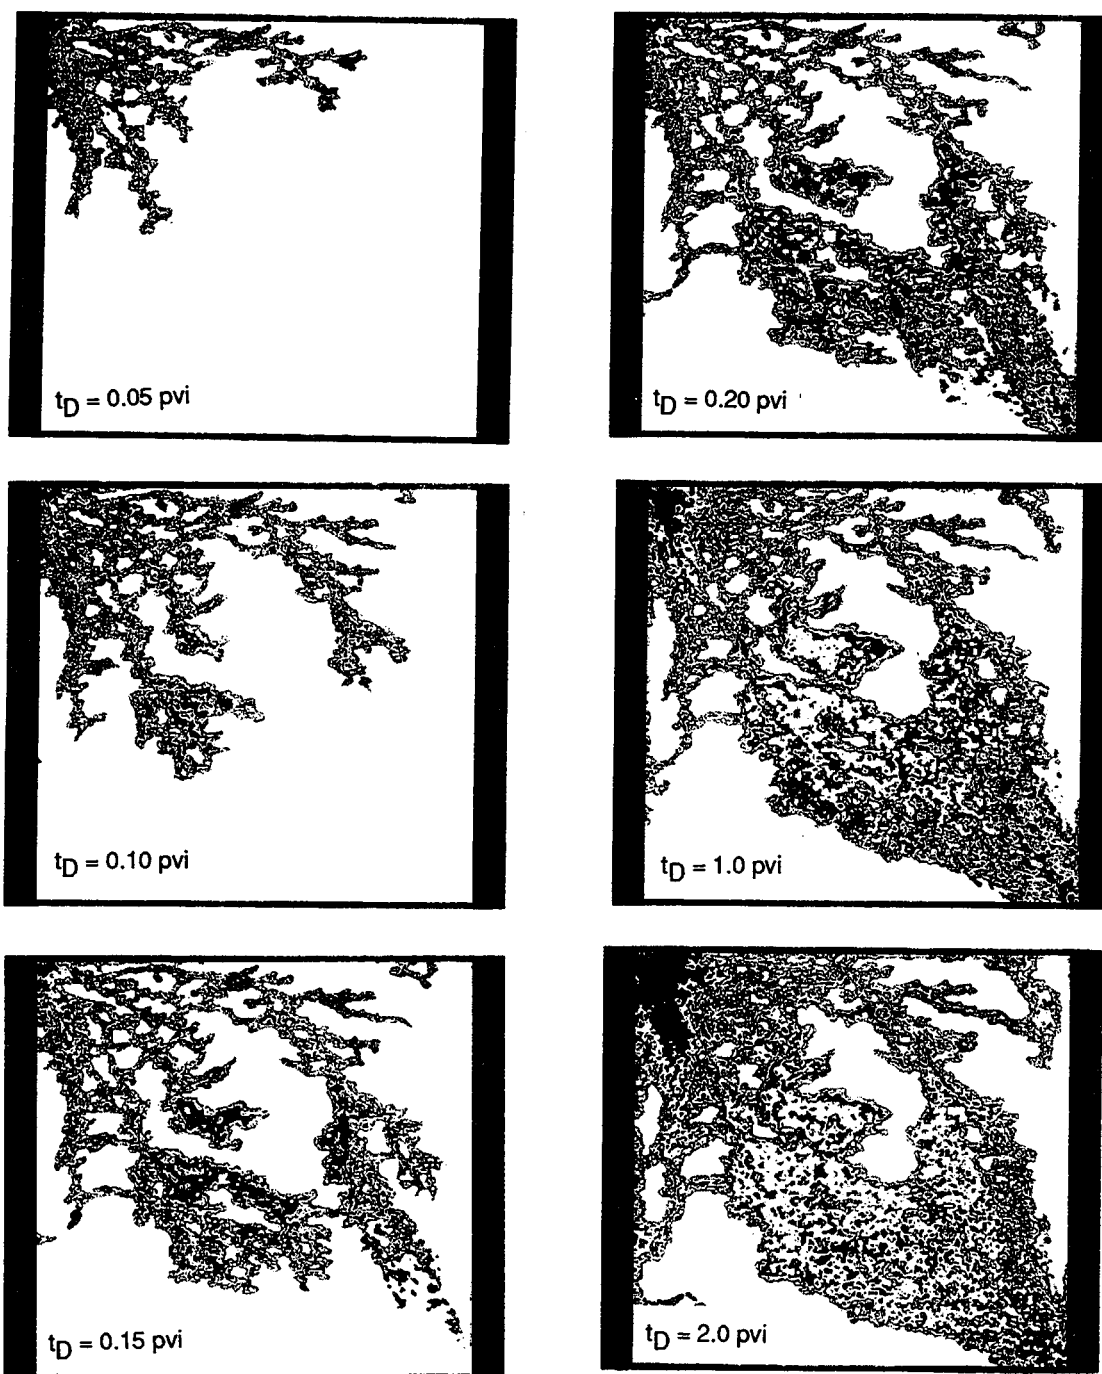 t_D = 0.05 pvi
t_D = 0.20 pvi
t_D = 0.10 pvi
t_D = 1.0 pvi
t_D = 0.15 pvi
t_D = 2.0 pvi